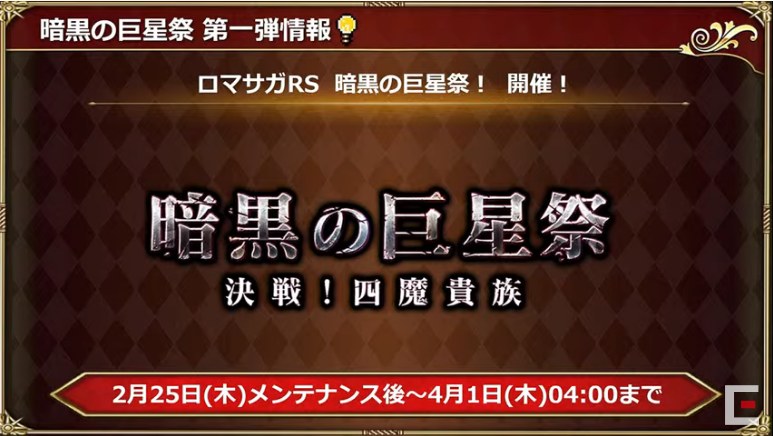 暗黒の巨星祭 第一弾情報
ロマサガRS 暗黒の巨星祭！ 開催！
暗黒の巨星祭
決戦！四魔貴族
2月25日(木)メンテナンス後～4月1日(木)04:00まで